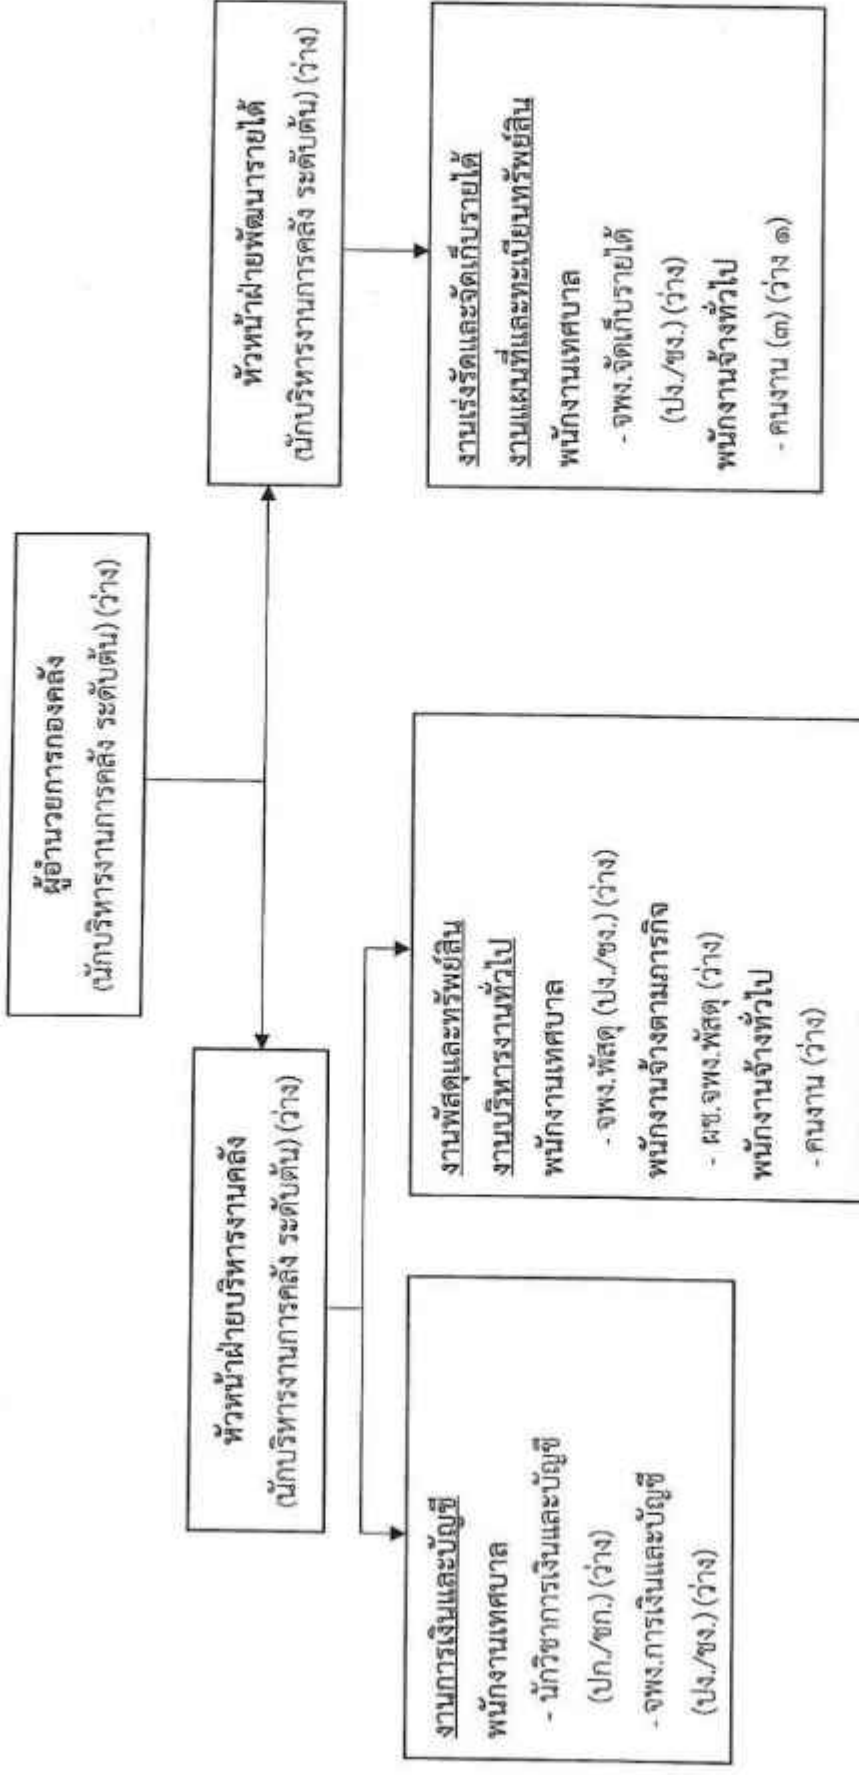 ผู้อำนวยการกองคลัง
(นักบริหารงานการคลัง ระดับต้น) (ว่าง)
หัวหน้าฝ่ายบริหารงานคลัง
(นักบริหารงานการคลัง ระดับต้น) (ว่าง)
หัวหน้าฝ่ายพัฒนารายได้
(นักบริหารงานการคลัง ระดับต้น) (ว่าง)
งานการเงินและบัญชี
พนักงานเทศบาล
- นักวิชาการเงินและบัญชี
(ปก./ชก.) (ว่าง)
- จพง.การเงินและบัญชี
(ปง./ชง.) (ว่าง)
งานพัสดุและทรัพย์สิน
งานบริหารงานทั่วไป
พนักงานเทศบาล
- จพง.พัสดุ (ปง./ชง.) (ว่าง)
พนักงานจ้างตามภารกิจ
- ผช.จพง.พัสดุ (ว่าง)
พนักงานจ้างทั่วไป
- คนงาน (ว่าง)
งานเร่งรัดและจัดเก็บรายได้
งานแผนที่และทะเบียนทรัพย์สิน
พนักงานเทศบาล
- จพง.จัดเก็บรายได้
(ปง./ชง.) (ว่าง)
พนักงานจ้างทั่วไป
- คนงาน (๓) (ว่าง ๑)